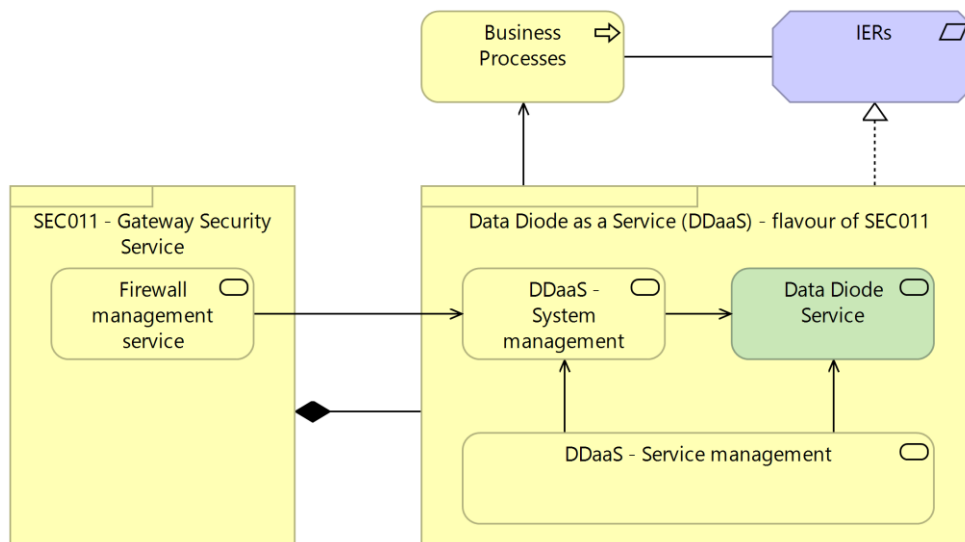 Business
Processes
IERs
SEC011 - Gateway Security
Service
Data Diode as a Service (DDaaS) - flavour of SEC011
Firewall
management
service
DDaaS -
System
management
Data Diode
Service
DDaaS - Service management